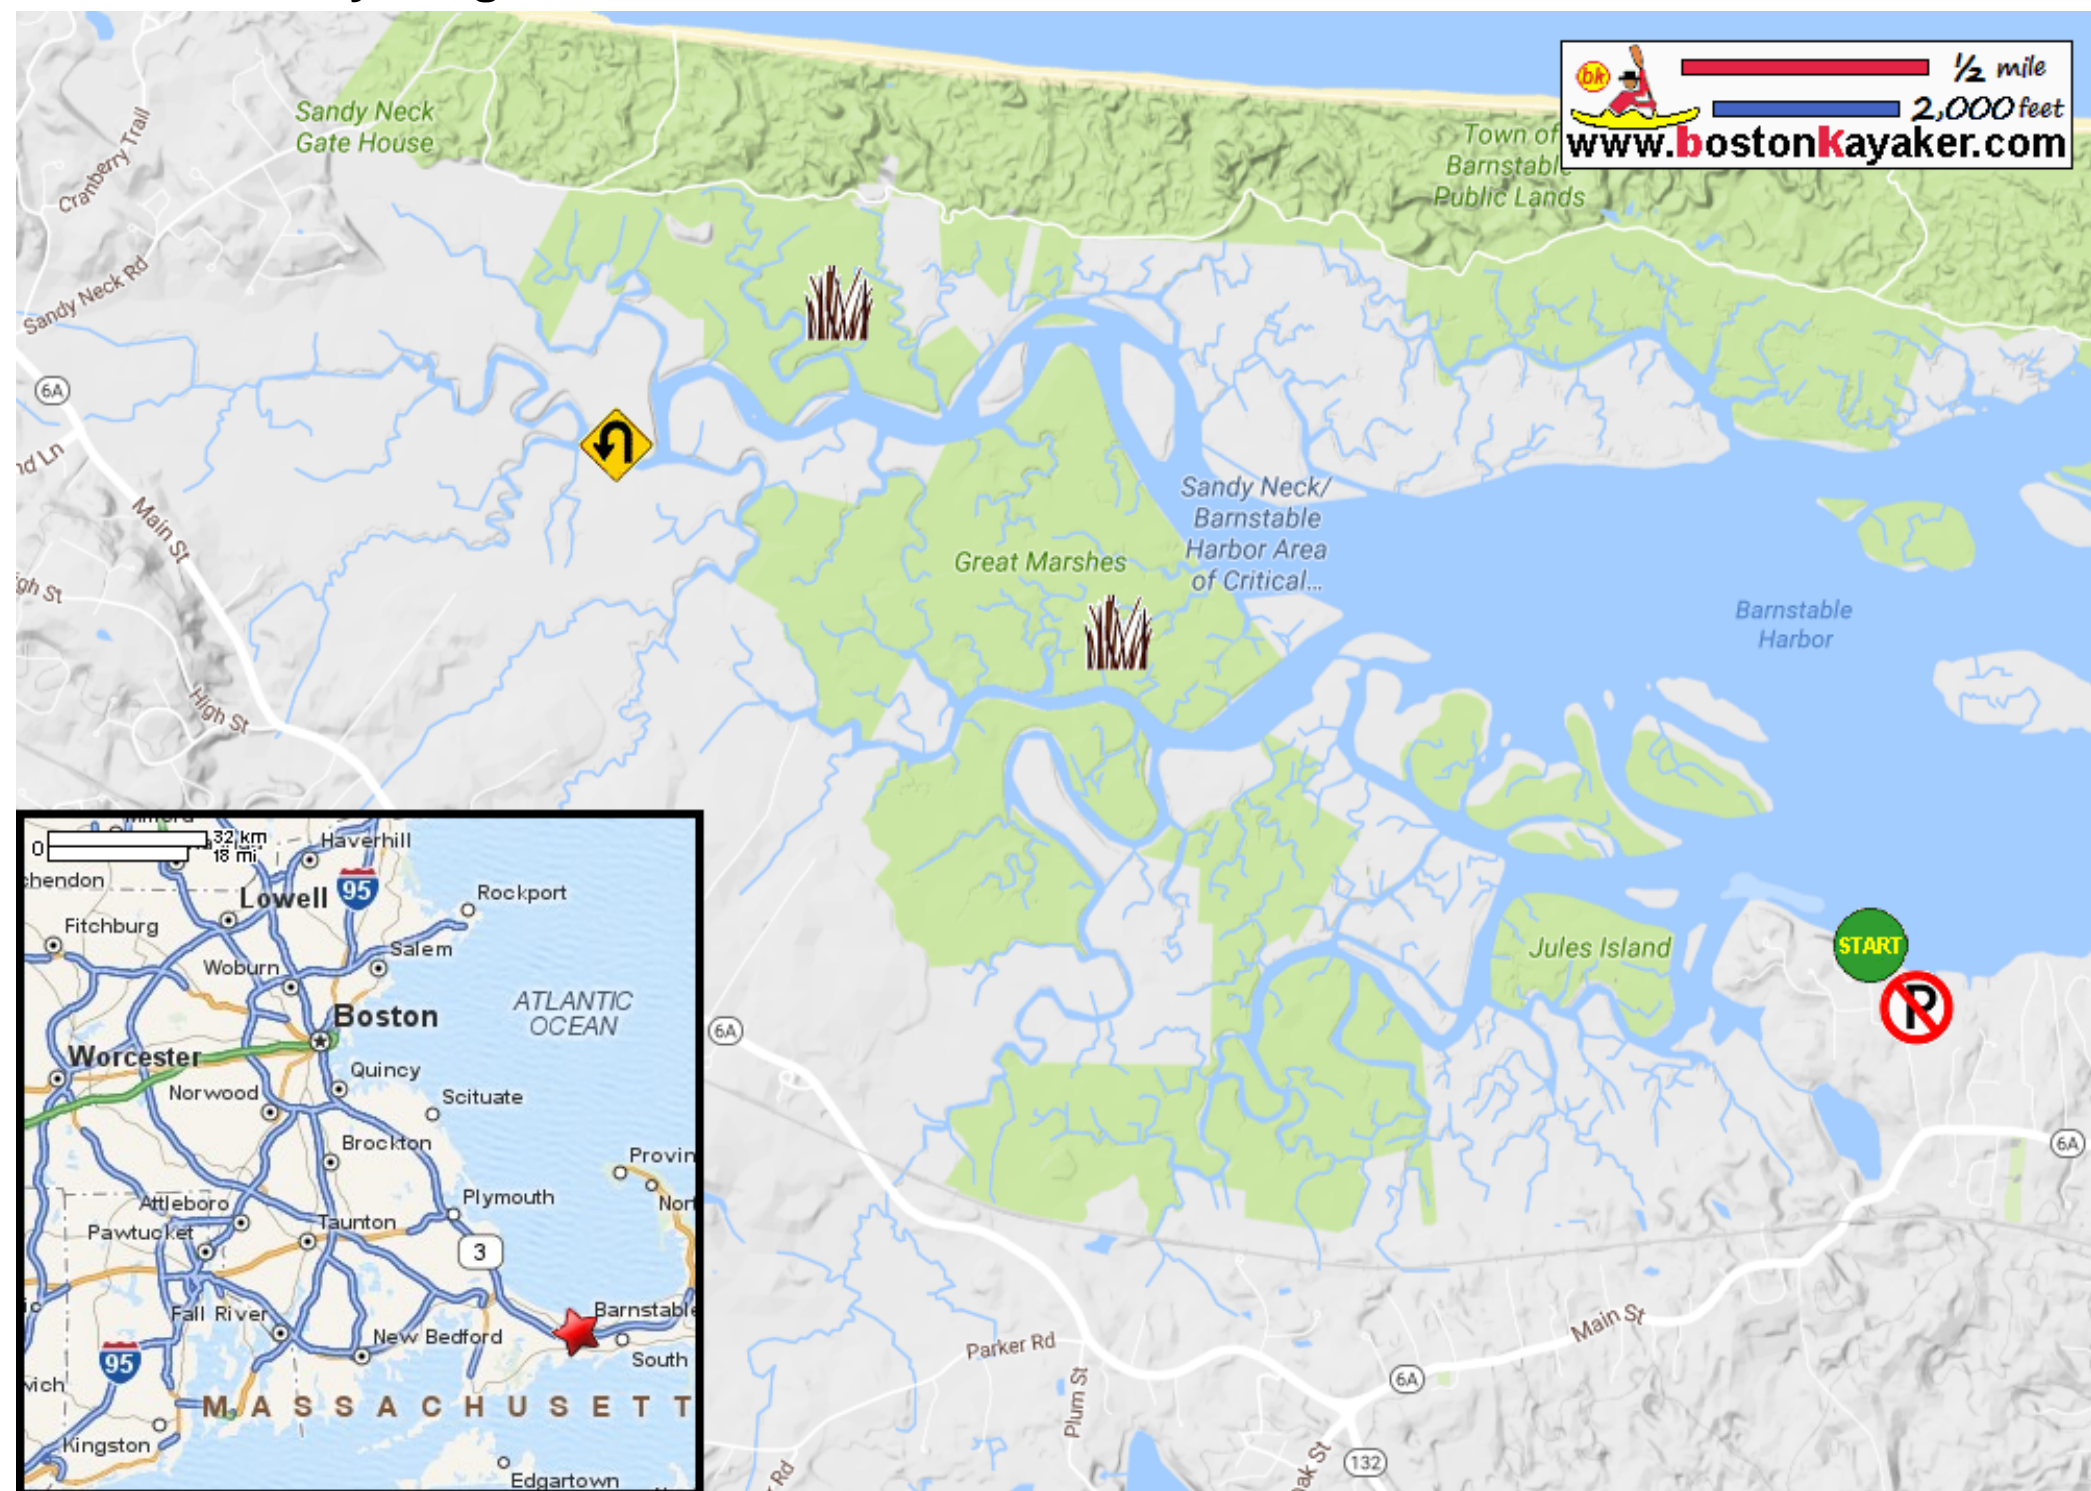 Sandy Neck
Gate House
Cranberry Trail
Sandy Neck Rd
6A
Main St
High St
bk
½ mile
2,000 feet
www.bostonkayaker.com
Town of
Barnstable
Public Lands
Sandy Neck/
Barnstable
Harbor Area
of Critical...
Great Marshes
Barnstable
Harbor
Jules Island
START
P
6A
6A
Main St
Parker Rd
Plum St
6A
132
Rd
0
32 km
18 mi
Haverhill
Lowell
95
Rockport
Fitchburg
Salem
Woburn
ATLANTIC
OCEAN
Boston
Worcester
Quincy
Norwood
Scituate
Brockton
Plymouth
Attleboro
Taunton
Pawtucket
3
Fall River
Barnstable
New Bedford
South
95
MASSACHUSETT
Kingston
Edgartown